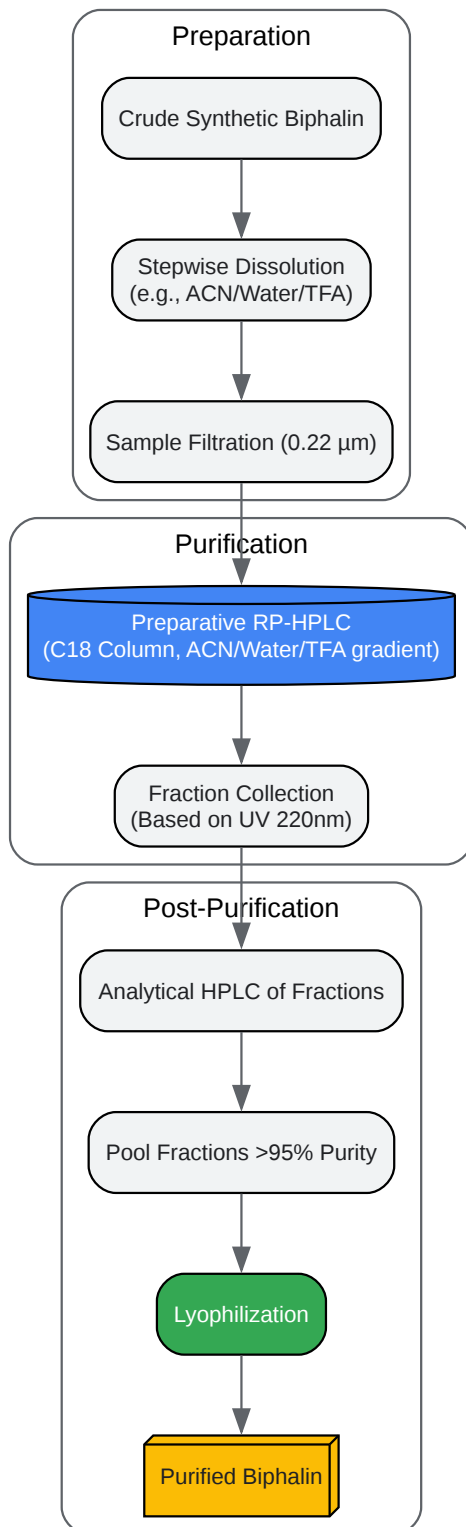 Preparation
Crude Synthetic Biphalin
Stepwise Dissolution
(e.g., ACN/Water/TFA)
Sample Filtration (0.22 µm)
Purification
Preparative RP-HPLC
(C18 Column, ACN/Water/TFA gradient)
Fraction Collection
(Based on UV 220nm)
Post-Purification
Analytical HPLC of Fractions
Pool Fractions >95% Purity
Lyophilization
Purified Biphalin